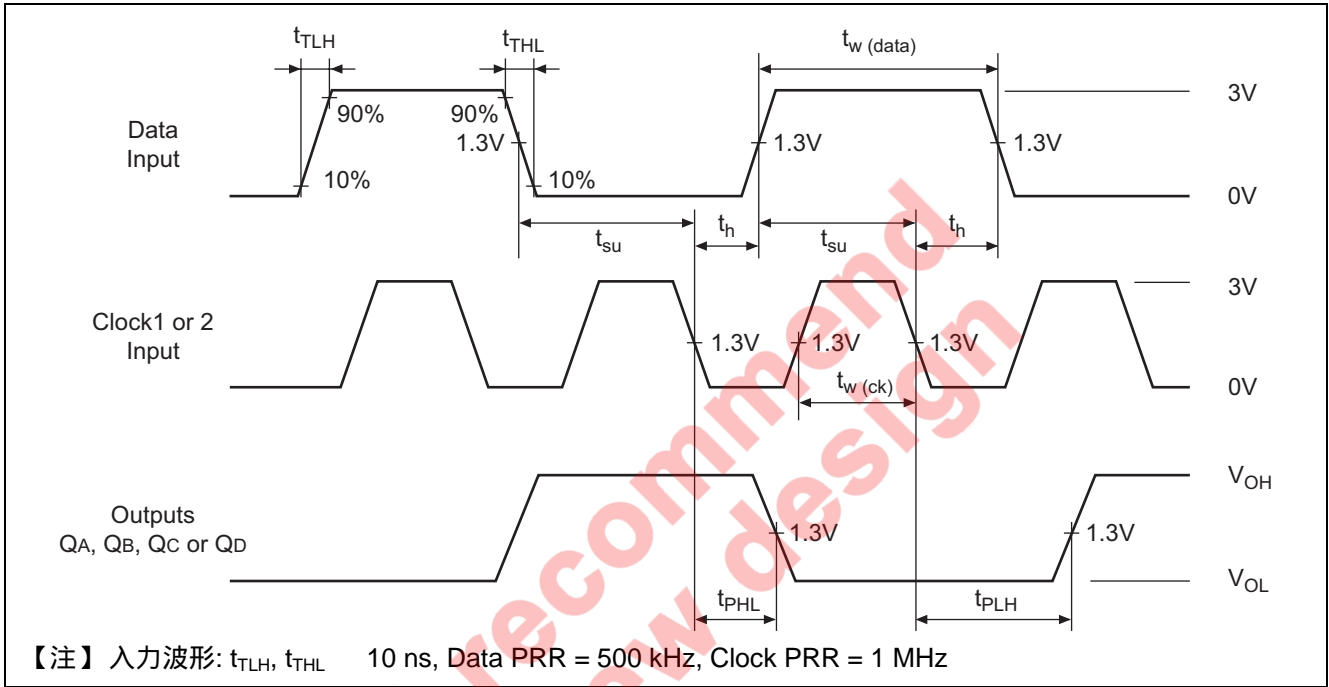 tTLH
tTHL
tw (data)
3V
90%
90%
Data
Input
1.3V
1.3V
1.3V
10%
10%
0V
tsu
th
tsu
th
3V
Clock1 or 2
Input
1.3V
1.3V
1.3V
tw (ck)
0V
VOH
Outputs
QA, QB, QC or QD
1.3V
1.3V
VOL
tPHL
tPLH
【注】 入力波形: tTLH, tTHL 10 ns, Data PRR = 500 kHz, Clock PRR = 1 MHz
recommend
design